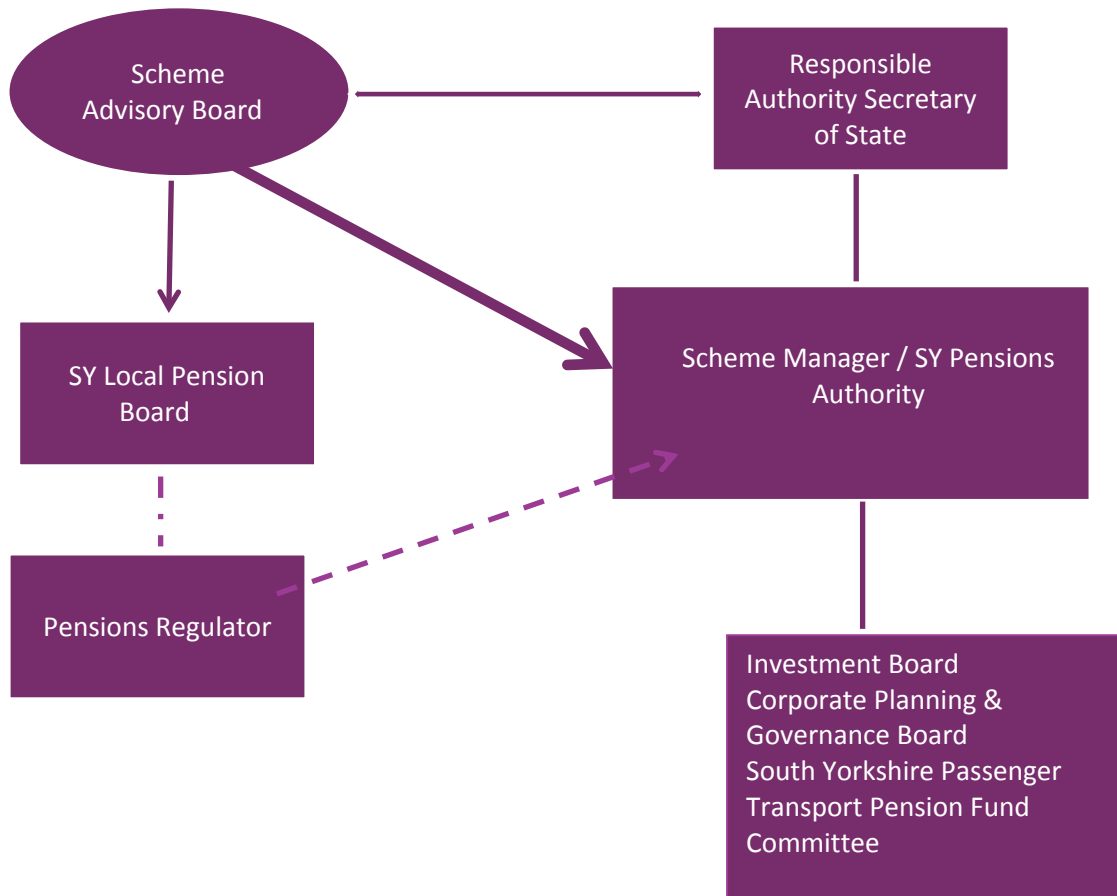 Scheme
Advisory Board
Responsible
Authority Secretary
of State
SY Local Pension
Board
Scheme Manager / SY Pensions
Authority
Pensions Regulator
Investment Board
Corporate Planning &
Governance Board
South Yorkshire Passenger
Transport Pension Fund
Committee